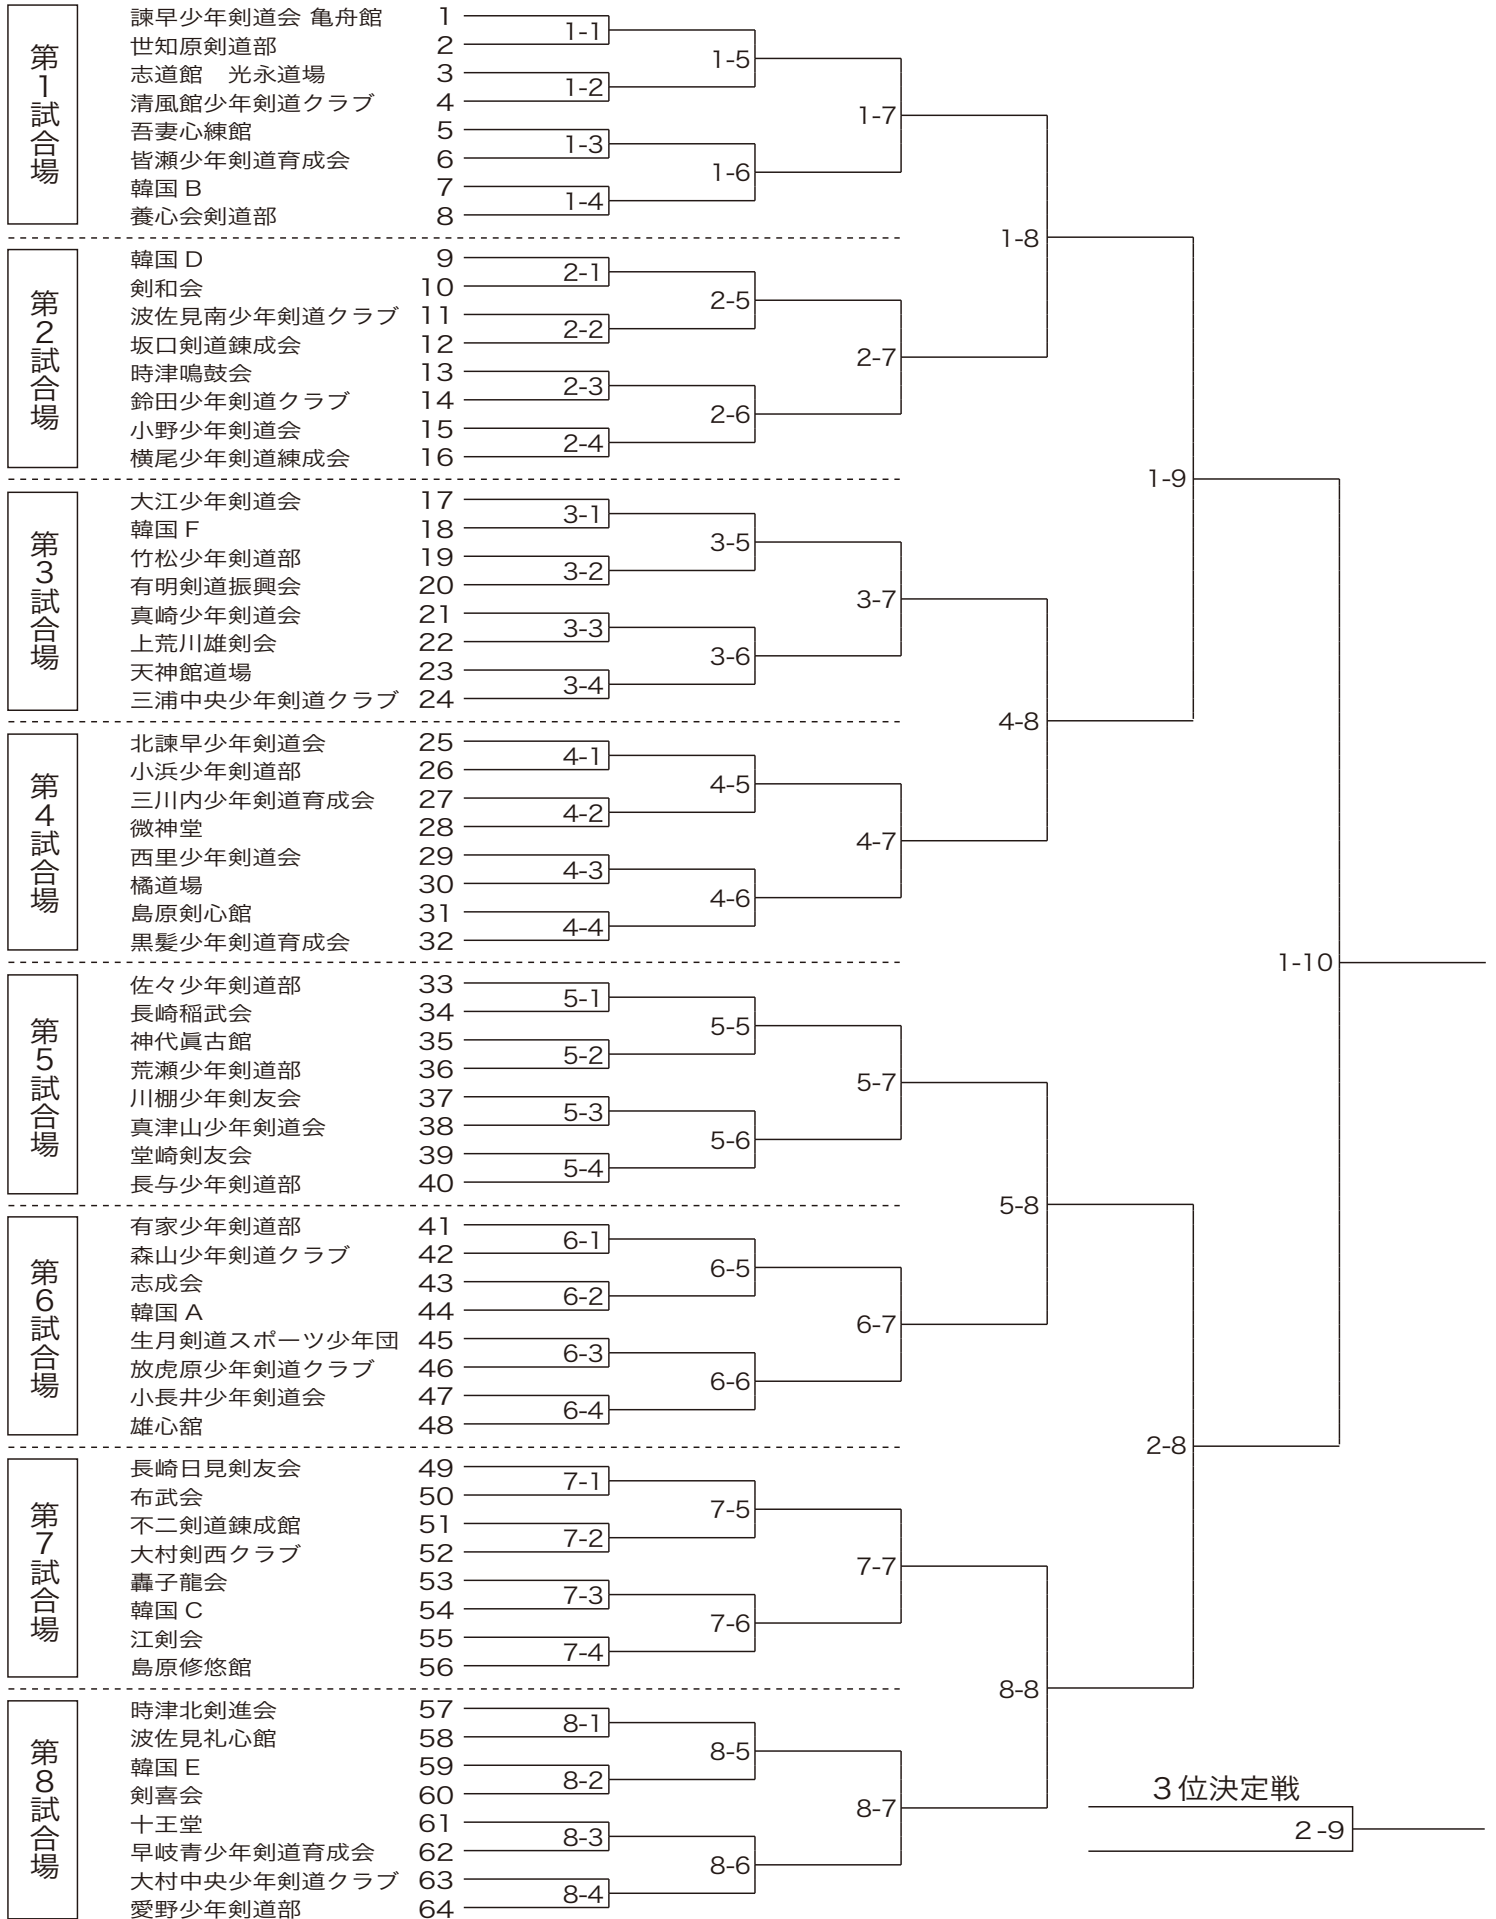 第1試合場
諫早少年剣道会 亀舟館 1
世知原剣道部 2
志道館　光永道場 3
清風館少年剣道クラブ 4
吾妻心練館 5
皆瀬少年剣道育成会 6
韓国 B 7
養心会剣道部 8
1-1
1-2
1-3
1-4
1-5
1-6
1-7
第2試合場
韓国 D 9
剣和会 10
波佐見南少年剣道クラブ 11
坂口剣道錬成会 12
時津鳴鼓会 13
鈴田少年剣道クラブ 14
小野少年剣道会 15
横尾少年剣道練成会 16
2-1
2-2
2-3
2-4
2-5
2-6
2-7
1-8
第3試合場
大江少年剣道会 17
韓国 F 18
竹松少年剣道部 19
有明剣道振興会 20
真崎少年剣道会 21
上荒川雄剣会 22
天神館道場 23
三浦中央少年剣道クラブ 24
3-1
3-2
3-3
3-4
3-5
3-6
3-7
第4試合場
北諫早少年剣道会 25
小浜少年剣道部 26
三川内少年剣道育成会 27
微神堂 28
西里少年剣道会 29
橘道場 30
島原剣心館 31
黒髪少年剣道育成会 32
4-1
4-2
4-3
4-4
4-5
4-6
4-7
4-8
1-9
第5試合場
佐々少年剣道部 33
長崎稲武会 34
神代眞古館 35
荒瀬少年剣道部 36
川棚少年剣友会 37
真津山少年剣道会 38
堂崎剣友会 39
長与少年剣道部 40
5-1
5-2
5-3
5-4
5-5
5-6
5-7
第6試合場
有家少年剣道部 41
森山少年剣道クラブ 42
志成会 43
韓国 A 44
生月剣道スポーツ少年団 45
放虎原少年剣道クラブ 46
小長井少年剣道会 47
雄心舘 48
6-1
6-2
6-3
6-4
6-5
6-6
6-7
5-8
第7試合場
長崎日見剣友会 49
布武会 50
不二剣道錬成館 51
大村剣西クラブ 52
轟子龍会 53
韓国 C 54
江剣会 55
島原修悠館 56
7-1
7-2
7-3
7-4
7-5
7-6
7-7
第8試合場
時津北剣進会 57
波佐見礼心館 58
韓国 E 59
剣喜会 60
十王堂 61
早岐青少年剣道育成会 62
大村中央少年剣道クラブ 63
愛野少年剣道部 64
8-1
8-2
8-3
8-4
8-5
8-6
8-7
8-8
2-8
1-10
3位決定戦
2-9